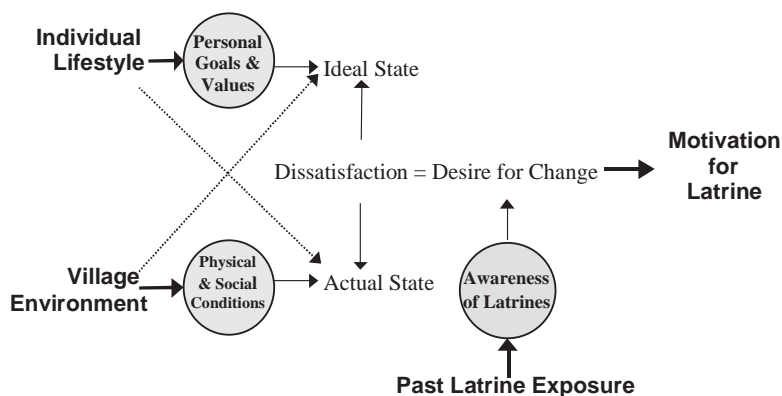 Individual
Lifestyle
Personal
Goals &
Values
Ideal State
Dissatisfaction = Desire for Change
Motivation
for
Latrine
Village
Environment
Physical
& Social
Conditions
Actual State
Awareness
of Latrines
Past Latrine Exposure